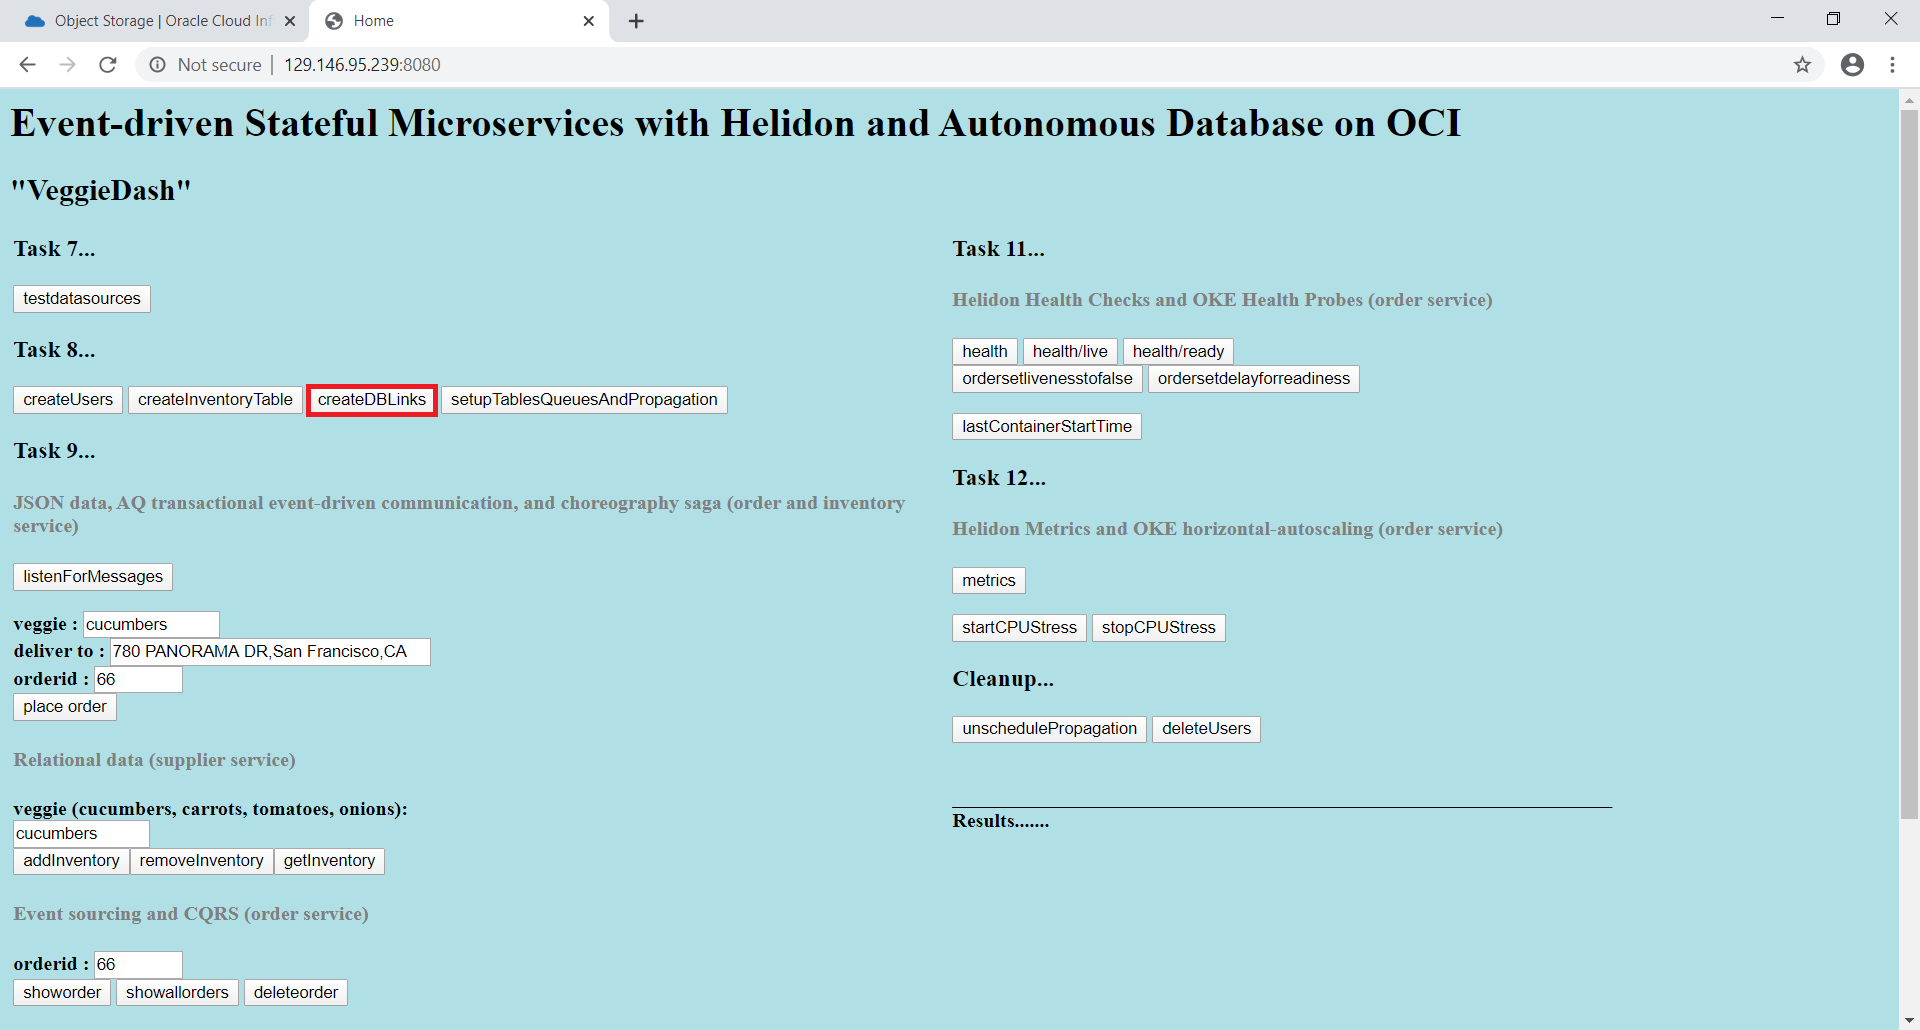 Object Storage | Oracle Cloud Inf
Home
Not secure
129.146.95.239:8080
Event-driven Stateful Microservices with Helidon and Autonomous Database on OCI
"VeggieDash"
Task 7...
testdatasources
Task 8...
createUsers createInventoryTable createDBLinks setupTablesQueuesAndPropagation
Task 9...
JSON data, AQ transactional event-driven communication, and choreography saga (order and inventory
service)
listenForMessages
veggie : cucumbers
deliver to : 780 PANORAMA DR,San Francisco,CA
orderid : 66
place order
Relational data (supplier service)
veggie (cucumbers, carrots, tomatoes, onions):
cucumbers
addInventory removeInventory getInventory
Event sourcing and CQRS (order service)
orderid : 66
showorder showallorders deleteorder
Task 11...
Helidon Health Checks and OKE Health Probes (order service)
health health/live health/ready
ordersetlivenesstofalse ordersetdelayforreadiness
lastContainerStartTime
Task 12...
Helidon Metrics and OKE horizontal-autoscaling (order service)
metrics
startCPUStress stopCPUStress
Cleanup...
unschedulePropagation deleteUsers
Results.......